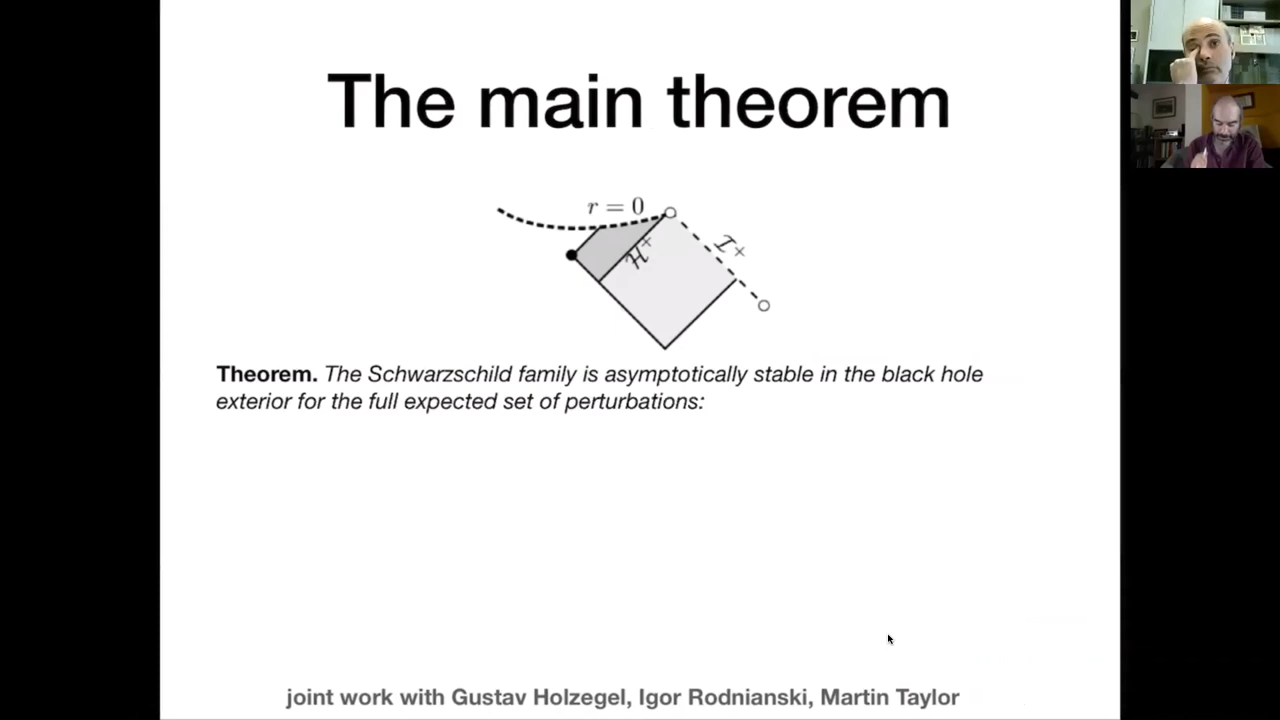 The main theorem
r = 0
H+
I+
Theorem. The Schwarzschild family is asymptotically stable in the black hole
exterior for the full expected set of perturbations:
joint work with Gustav Holzegel, Igor Rodnianski, Martin Taylor